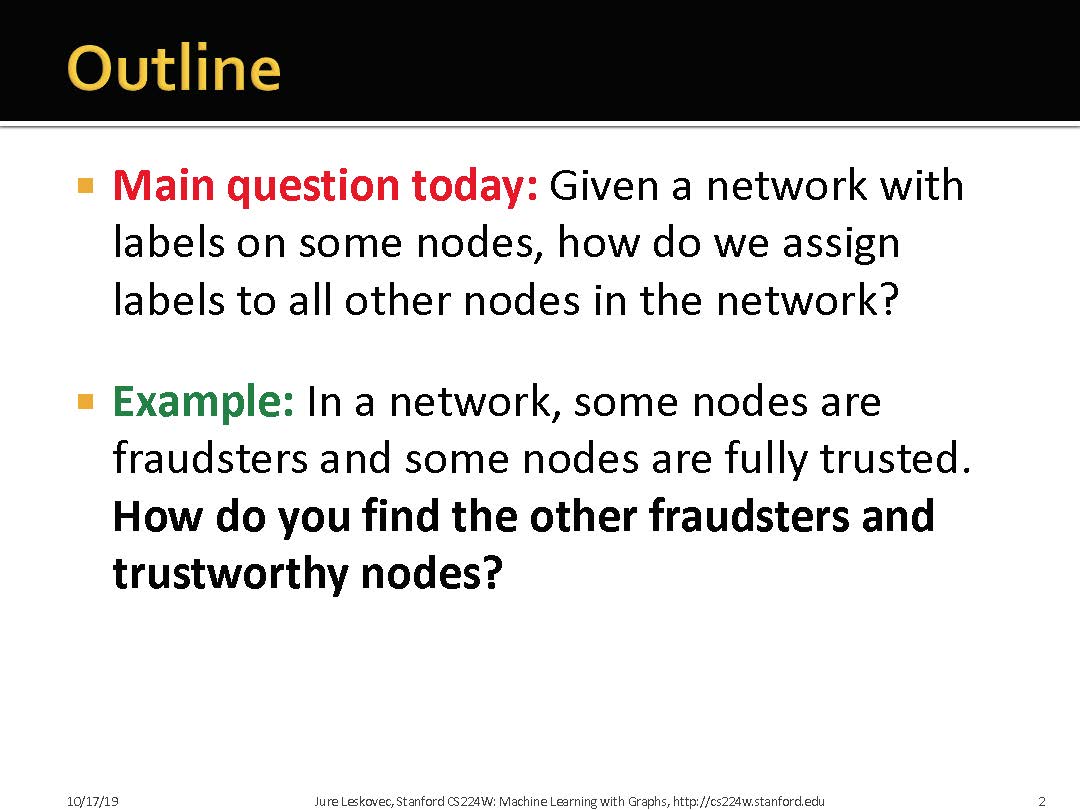 Outline
Main question today: Given a network with
labels on some nodes, how do we assign
labels to all other nodes in the network?
Example: In a network, some nodes are
fraudsters and some nodes are fully trusted.
How do you find the other fraudsters and
trustworthy nodes?
10/17/19
Jure Leskovec, Stanford CS224W: Machine Learning with Graphs, http://cs224w.stanford.edu
2